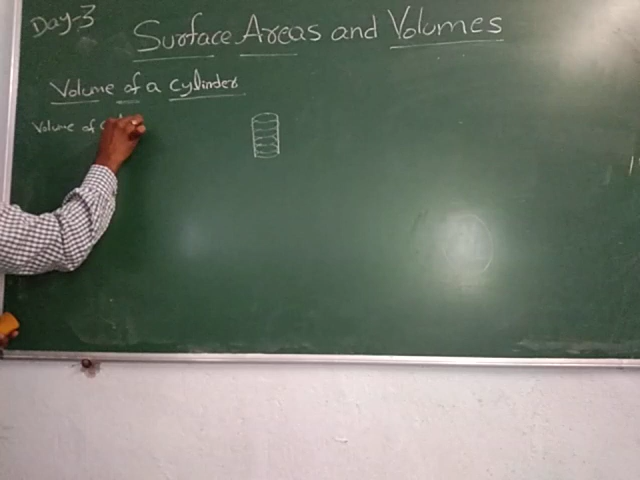 Day-3
Surface Areas and Volumes
Volume of a cylinder
Volume of